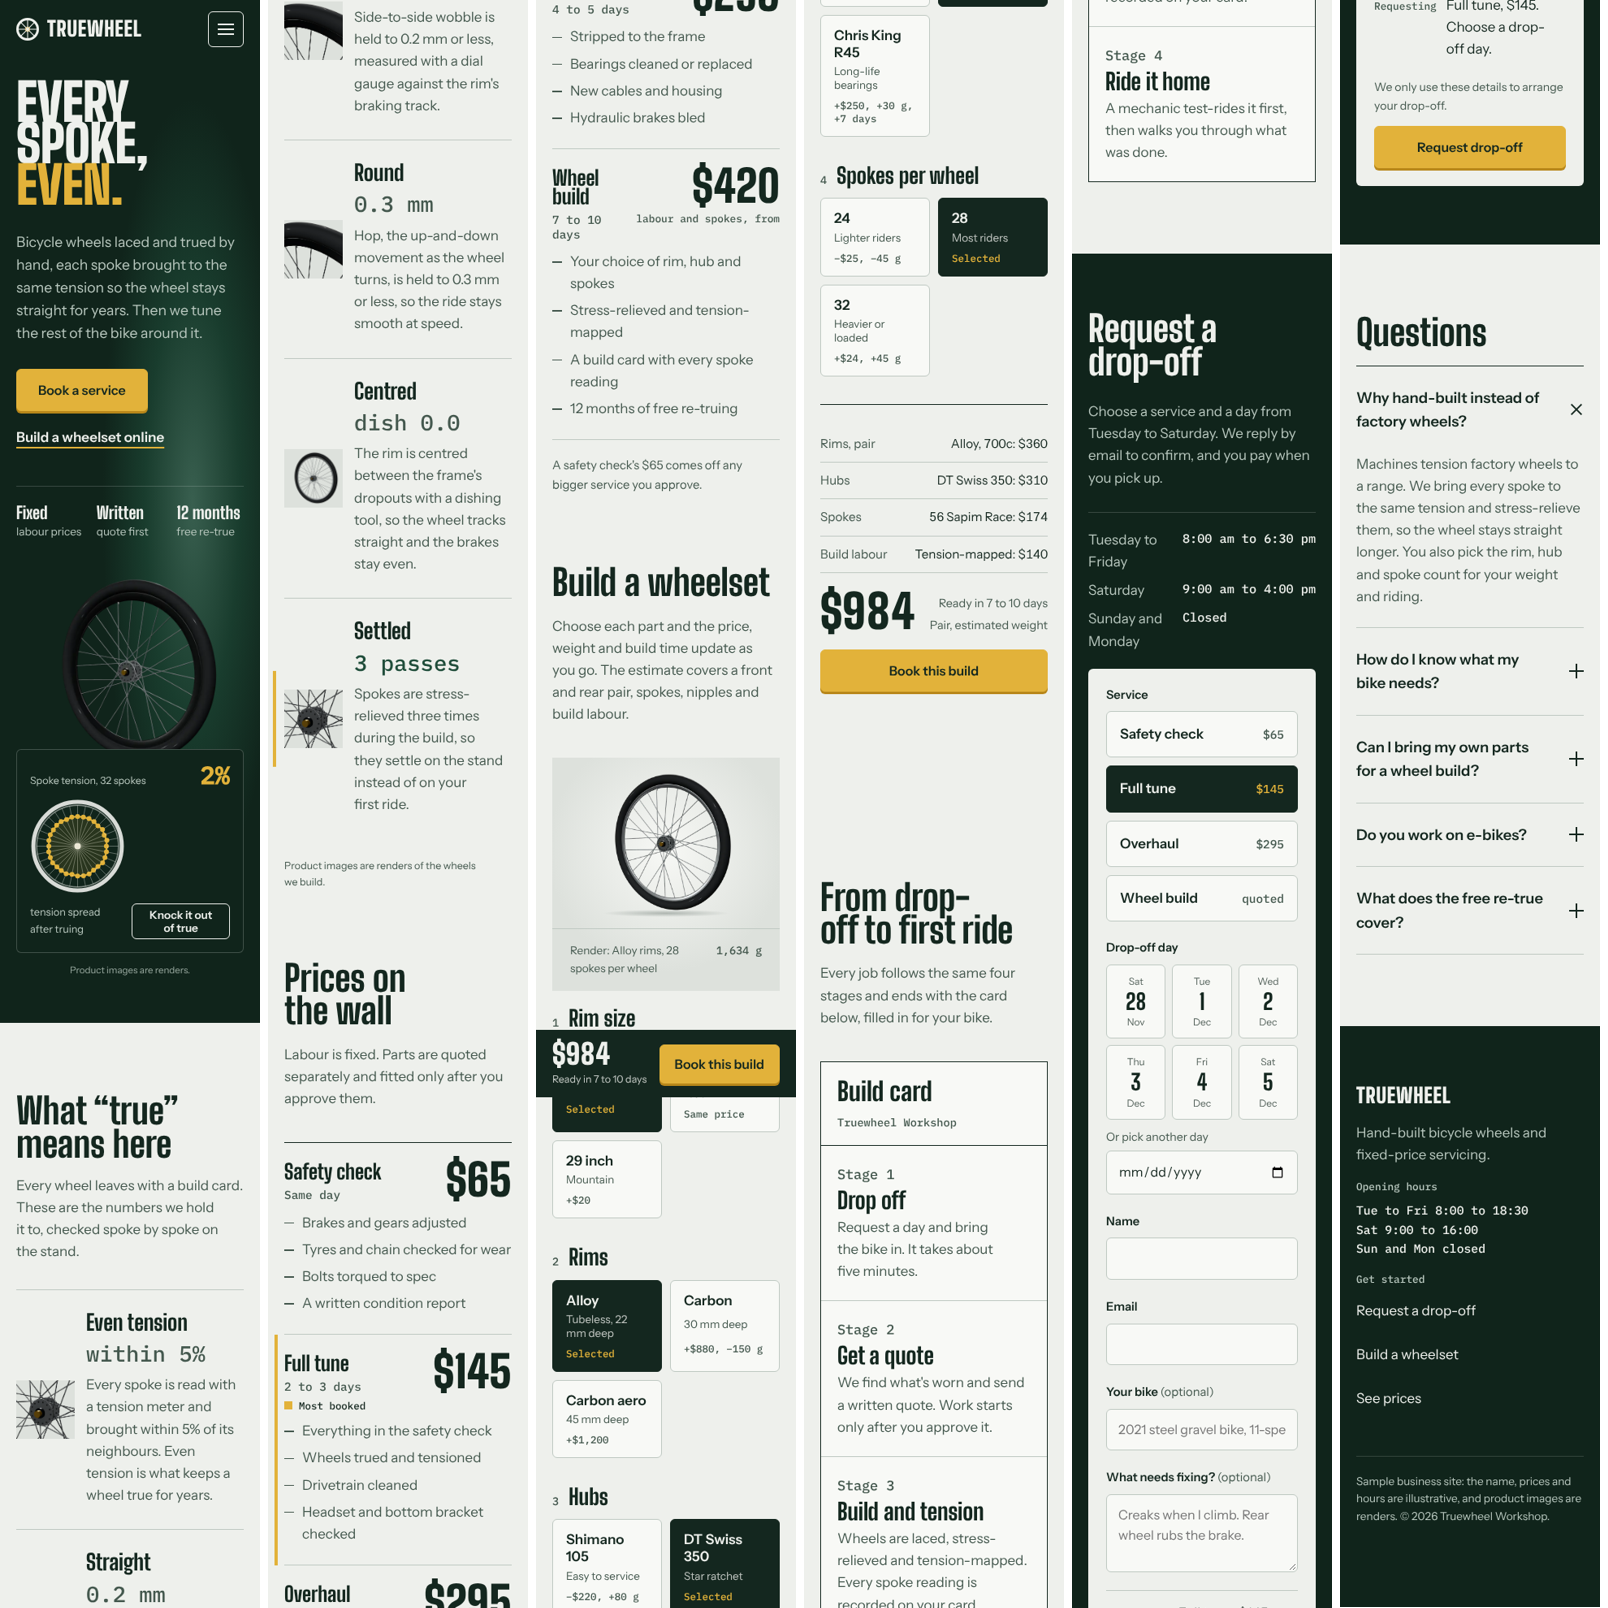 TRUEWHEEL
EVERY
SPOKE,
EVEN.
Bicycle wheels laced and trued by
hand, each spoke brought to the
same tension so the wheel stays
straight for years. Then we tune
the rest of the bike around it.
Book a service
Build a wheelset online
Fixed
labour prices
Written
quote first
12 months
free re-true
Spoke tension, 32 spokes
2%
tension spread
after truing
Knock it out
of true
Product images are renders.
What “true”
means here
Every wheel leaves with a build card.
These are the numbers we hold
it to, checked spoke by spoke on
the stand.
Even tension
within 5%
Every spoke is read with
a tension meter and
brought within 5% of its
neighbours. Even
tension is what keeps a
wheel true for years.
Straight
0.2 mm
Side-to-side wobble is
held to 0.2 mm or less,
measured with a dial
gauge against the rim's
braking track.
Round
0.3 mm
Hop, the up-and-down
movement as the wheel
turns, is held to 0.3 mm
or less, so the ride stays
smooth at speed.
Centred
dish 0.0
The rim is centred
between the frame's
dropouts with a dishing
tool, so the wheel tracks
straight and the brakes
stay even.
Settled
3 passes
Spokes are stress-
relieved three times
during the build, so
they settle on the stand
instead of on your
first ride.
Product images are renders of the wheels
we build.
Prices on
the wall
Labour is fixed. Parts are quoted
separately and fitted only after you
approve them.
Safety check
Same day
$65
Brakes and gears adjusted
Tyres and chain checked for wear
Bolts torqued to spec
A written condition report
Full tune
2 to 3 days
Most booked
$145
Everything in the safety check
Wheels trued and tensioned
Drivetrain cleaned
Headset and bottom bracket
checked
Overhaul
$295
4 to 5 days
$295
Stripped to the frame
Bearings cleaned or replaced
New cables and housing
Hydraulic brakes bled
Wheel
build
7 to 10
days
$420
labour and spokes, from
Your choice of rim, hub and
spokes
Stress-relieved and tension-
mapped
A build card with every spoke
reading
12 months of free re-truing
A safety check's $65 comes off any
bigger service you approve.
Build a wheelset
Choose each part and the price,
weight and build time update as
you go. The estimate covers a front
and rear pair, spokes, nipples and
build labour.
Render: Alloy rims, 28
spokes per wheel
1,634 g
1 Rim size
$984
Ready in 7 to 10 days
Book this build
Selected
Same price
29 inch
Mountain
+$20
2 Rims
Alloy
Tubeless, 22
mm deep
Selected
Carbon
30 mm deep
+$880, −150 g
Carbon aero
45 mm deep
+$1,200
3 Hubs
Shimano
105
Easy to service
−$220, +80 g
DT Swiss
350
Star ratchet
Selected
Chris King
R45
Long-life
bearings
+$250, +30 g,
+7 days
4 Spokes per wheel
24
Lighter riders
−$25, −45 g
28
Most riders
Selected
32
Heavier or
loaded
+$24, +45 g
Rims, pair
Alloy, 700c: $360
Hubs
DT Swiss 350: $310
Spokes
56 Sapim Race: $174
Build labour
Tension-mapped: $140
$984
Ready in 7 to 10 days
Pair, estimated weight
Book this build
From drop-
off to first ride
Every job follows the same four
stages and ends with the card
below, filled in for your bike.
Build card
Truewheel Workshop
Stage 1
Drop off
Request a day and bring
the bike in. It takes about
five minutes.
Stage 2
Get a quote
We find what's worn and send
a written quote. Work starts
only after you approve it.
Stage 3
Build and tension
Wheels are laced, stress-
relieved and tension-mapped.
Every spoke reading is
recorded on your card.
recorded on your card.
Stage 4
Ride it home
A mechanic test-rides it first,
then walks you through what
was done.
Request a
drop-off
Choose a service and a day from
Tuesday to Saturday. We reply by
email to confirm, and you pay when
you pick up.
Tuesday to
Friday
8:00 am to 6:30 pm
Saturday
9:00 am to 4:00 pm
Sunday and
Monday
Closed
Service
Safety check
$65
Full tune
$145
Overhaul
$295
Wheel build
quoted
Drop-off day
Sat
28
Nov
Tue
1
Dec
Wed
2
Dec
Thu
3
Dec
Fri
4
Dec
Sat
5
Dec
Or pick another day
mm/dd/yyyy
Name
Email
Your bike (optional)
2021 steel gravel bike, 11-spe
What needs fixing? (optional)
Creaks when I climb. Rear
wheel rubs the brake.
Requesting
Full tune, $145.
Choose a drop-
off day.
We only use these details to arrange
your drop-off.
Request drop-off
Questions
Why hand-built instead of
factory wheels?
Machines tension factory wheels to
a range. We bring every spoke to
the same tension and stress-relieve
them, so the wheel stays straight
longer. You also pick the rim, hub
and spoke count for your weight
and riding.
How do I know what my
bike needs?
Can I bring my own parts
for a wheel build?
Do you work on e-bikes?
What does the free re-true
cover?
TRUEWHEEL
Hand-built bicycle wheels and
fixed-price servicing.
Opening hours
Tue to Fri 8:00 to 18:30
Sat 9:00 to 16:00
Sun and Mon closed
Get started
Request a drop-off
Build a wheelset
See prices
Sample business site: the name, prices and
hours are illustrative, and product images are
renders. © 2026 Truewheel Workshop.